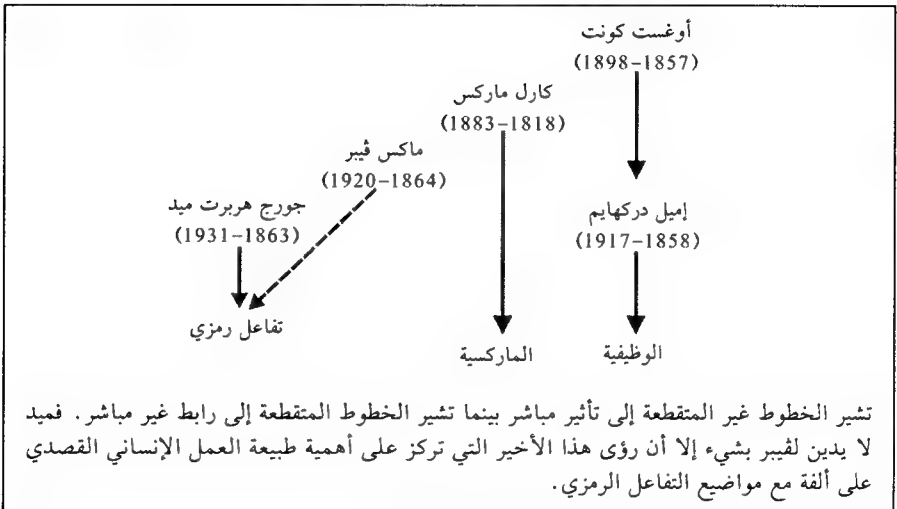 أوغست كونت
(1857–1898)
كارل ماركس
(1818–1883)
ماكس ڤيبر
(1864–1920)
جورج هربرت ميد
(1863–1931)
إميل دركهايم
(1858–1917)
تفاعل رمزي
الماركسية
الوظيفية
تشير الخطوط غير المتقطعة إلى تأثير مباشر بينما تشير الخطوط المتقطعة إلى رابط غير مباشر. فميد
لا يدين لڤيبر بشيء إلا أن رؤى هذا الأخير التي تركز على أهمية طبيعة العمل الإنساني القصدي
على ألفة مع مواضيع التفاعل الرمزي.